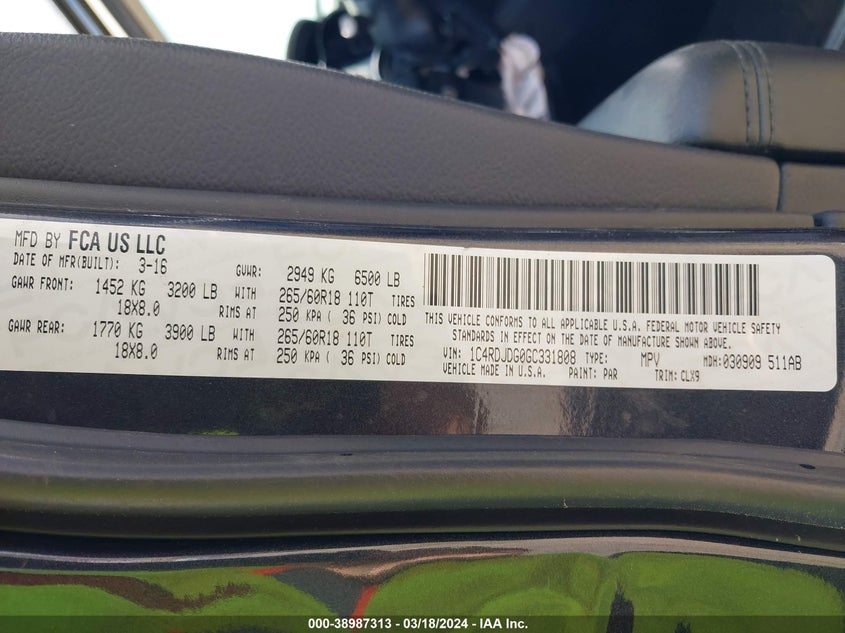 MFD BY FCA US LLC
DATE OF MFR(BUILT): 3-16 GVWR: 2949 KG 6500 LB
GAWR FRONT: 1452 KG 3200 LB WITH 265/60R18 110T TIRES
18X8.0 RIMS AT 250 KPA ( 36 PSI) COLD
GAWR REAR: 1770 KG 3900 LB WITH 265/60R18 110T TIRES
18X8.0 RIMS AT 250 KPA ( 36 PSI) COLD
THIS VEHICLE CONFORMS TO ALL APPLICABLE U.S.A. FEDERAL MOTOR VEHICLE SAFETY
STANDARDS IN EFFECT ON THE DATE OF MANUFACTURE SHOWN ABOVE.
VIN: 1C4RDJDG0GC331808 TYPE: MPV MDH: 030909 511AB
VEHICLE MADE IN U.S.A. PAINT: PAR TRIM: CLX9
000-38987313 - 03/18/2024 - IAA Inc.